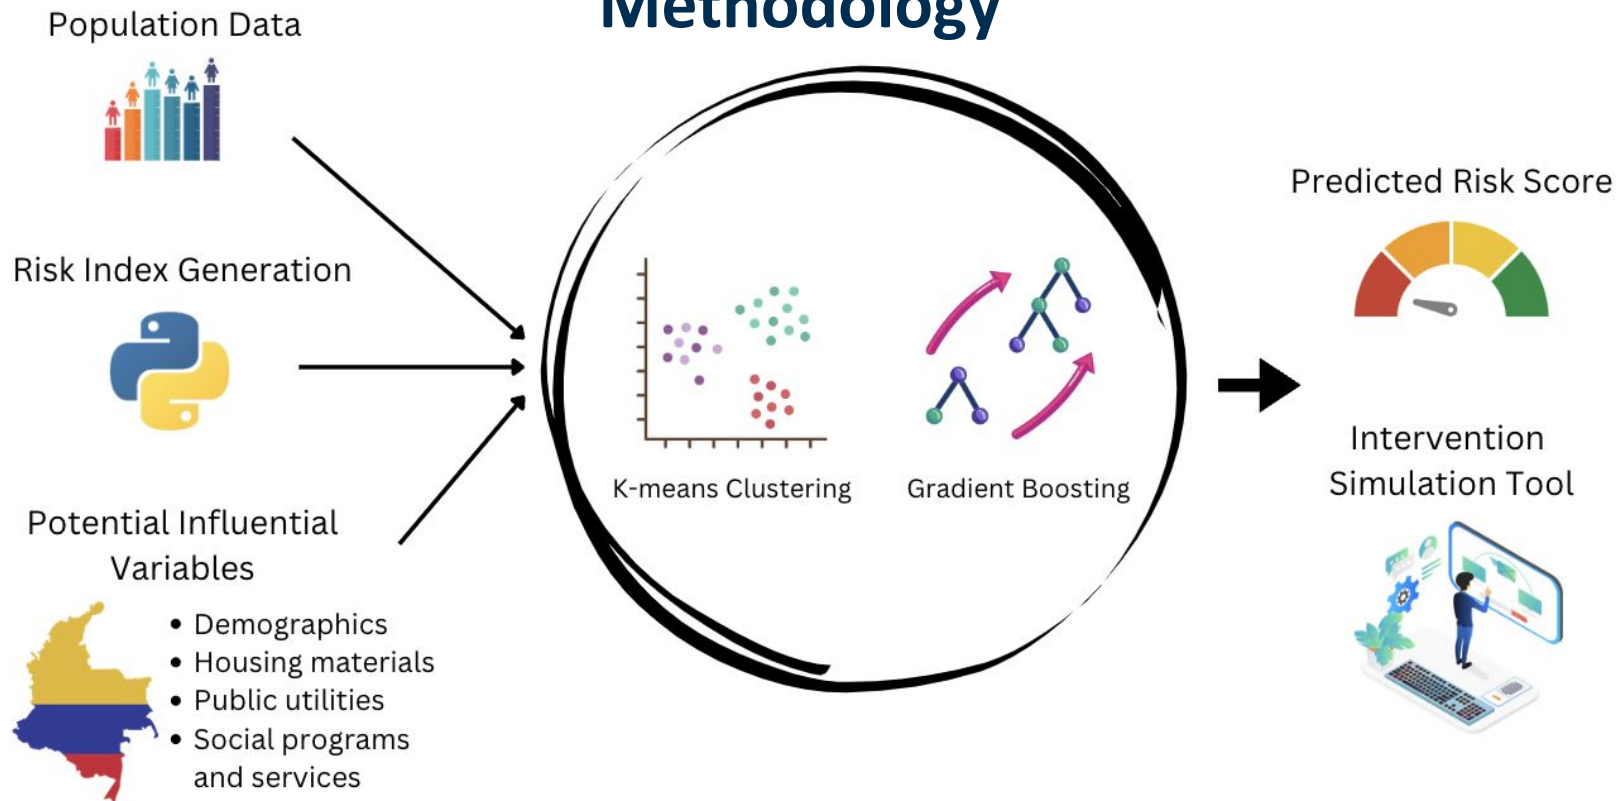 Methodology
Population Data
Risk Index Generation
Potential Influential
Variables
• Demographics
• Housing materials
• Public utilities
• Social programs
and services
K-means Clustering
Gradient Boosting
Predicted Risk Score
Intervention
Simulation Tool